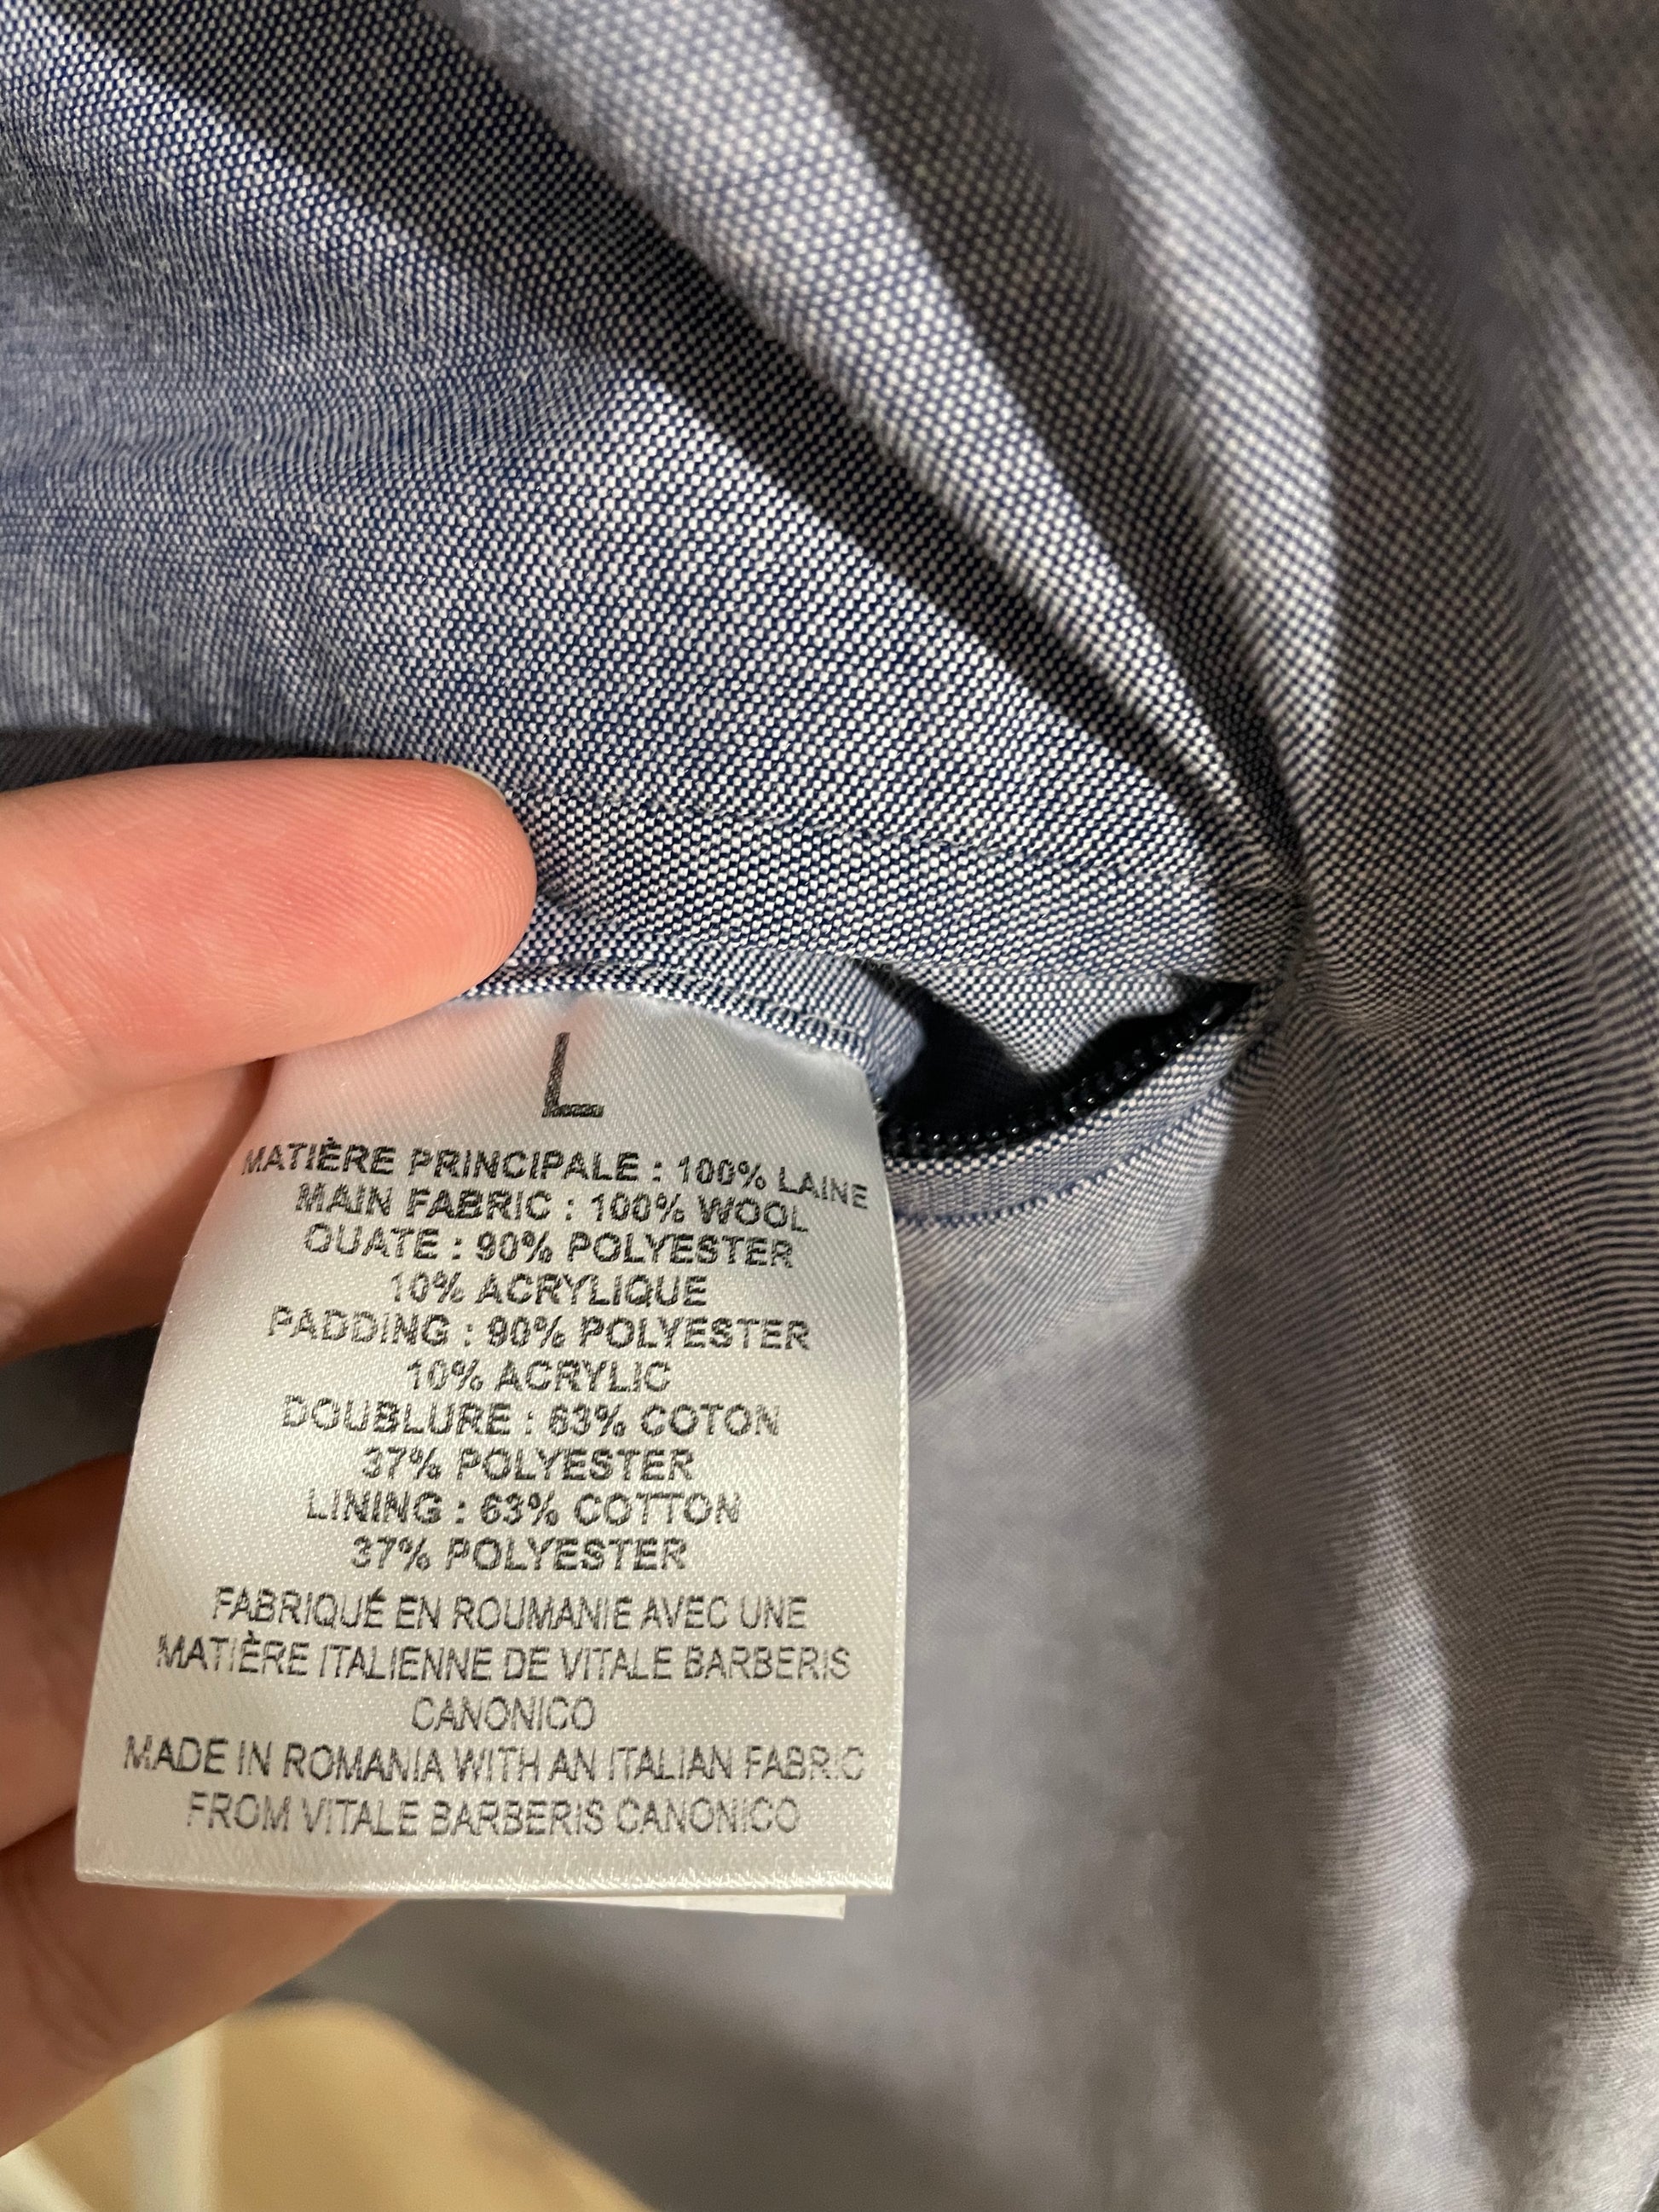 L
MATIÈRE PRINCIPALE : 100% LAINE
MAIN FABRIC : 100% WOOL
OUATE : 90% POLYESTER
10% ACRYLIQUE
PADDING : 90% POLYESTER
10% ACRYLIC
DOUBLURE : 63% COTON
37% POLYESTER
LINING : 63% COTTON
37% POLYESTER
FABRIQUÉ EN ROUMANIE AVEC UNE
MATIÈRE ITALIENNE DE VITALE BARBERIS
CANONICO
MADE IN ROMANIA WITH AN ITALIAN FABRIC
FROM VITALE BARBERIS CANONICO